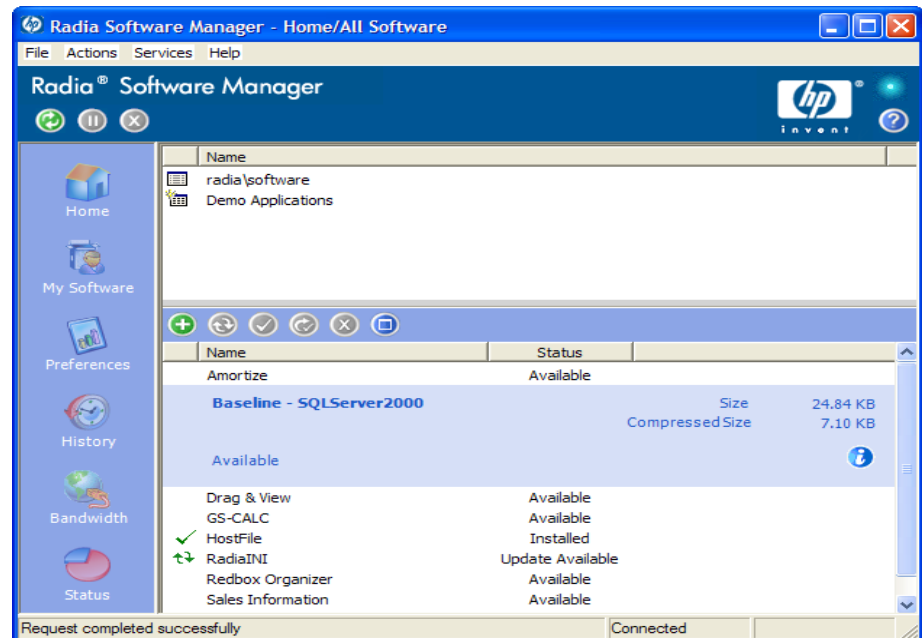 Radia Software Manager - Home/All Software
File Actions Services Help
Radia® Software Manager
hp ®
invent
Home
My Software
Preferences
History
Bandwidth
Status
Name
radia\software
Demo Applications
Name Status
Amortize Available
Baseline - SQLServer2000 Size 24.84 KB
Compressed Size 7.10 KB
Available
Drag & View Available
GS-CALC Available
HostFile Installed
RadiaINI Update Available
Redbox Organizer Available
Sales Information Available
Request completed successfully Connected